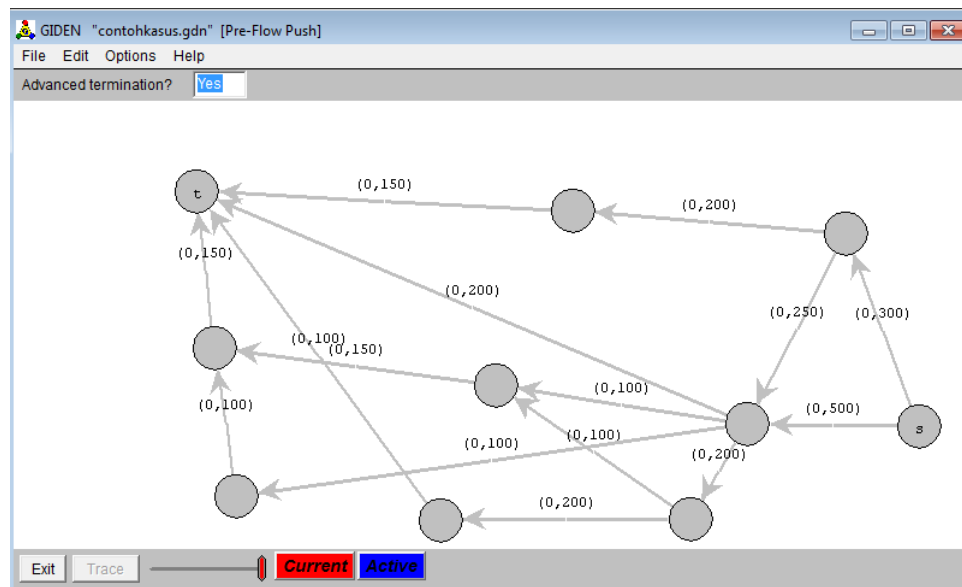 GIDEN "contohkasus.gdn" [Pre-Flow Push]
File Edit Options Help
Advanced termination? Yes
(0,150)
t
(0,200)
(0,150)
(0,200)
(0,250)
(0,300)
(0,100)
(0,150)
(0,100)
(0,100)
(0,500)
s
(0,100)
(0,100)
(0,200)
(0,200)
Exit Trace Current Active